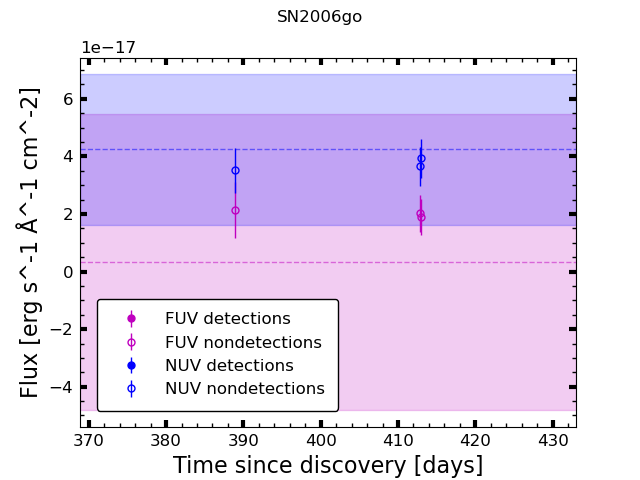 SN2006go
1e−17
6
4
2
0
−2
−4
Flux [erg s^-1 Å^-1 cm^-2]
FUV detections
FUV nondetections
NUV detections
NUV nondetections
370 380 390 400 410 420 430
Time since discovery [days]